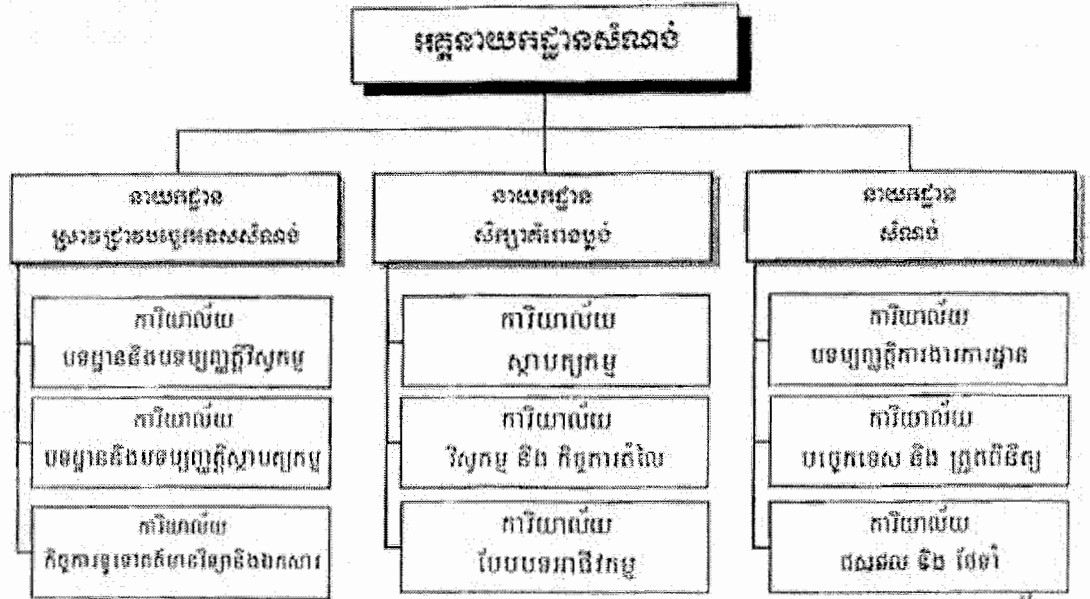 អគ្គនាយកដ្ឋានសំណង់
នាយកដ្ឋាន
ស្រាវជ្រាវបច្ចេកទេសសំណង់
ការិយាល័យ
បទដ្ឋាននិងបទប្បញ្ញត្តិវិស្វកម្ម
ការិយាល័យ
បទដ្ឋាននិងបទប្បញ្ញត្តិស្ថាបត្យកម្ម
ការិយាល័យ
កិច្ចការទូទៅពត៌មានវិទ្យានិងឯកសារ
នាយកដ្ឋាន
សិក្សាគំរោងប្លង់
ការិយាល័យ
ស្ថាបត្យកម្ម
ការិយាល័យ
វិស្វកម្ម និង កិច្ចការតំលៃ
ការិយាល័យ
បែបបទអាជីវកម្ម
នាយកដ្ឋាន
សំណង់
ការិយាល័យ
បទប្បញ្ញត្តិការងារការដ្ឋាន
ការិយាល័យ
បច្ចេកទេស និង ត្រួតពិនិត្យ
ការិយាល័យ
ជួសជុល និង ថែទាំ